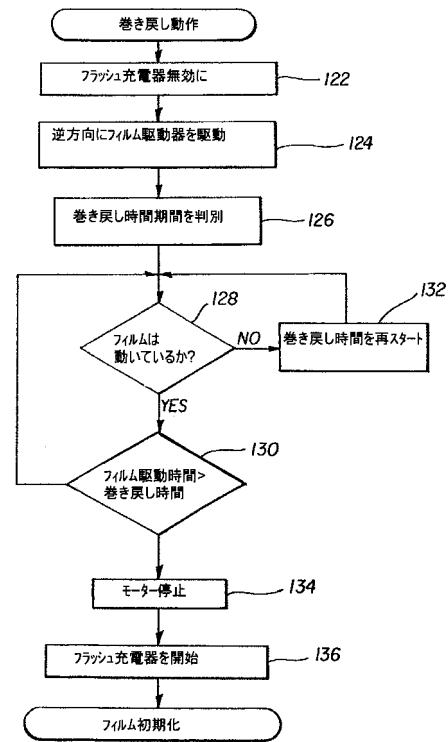 巻き戻し動作
フラッシュ充電器無効に
122
逆方向にフィルム駆動器を駆動
124
巻き戻し時間期間を判別
126
128
132
フィルムは
動いているか?
NO
巻き戻し時間を再スタート
YES
130
フィルム駆動時間>
巻き戻し時間
モーター停止
134
フラッシュ充電器を開始
136
フィルム初期化